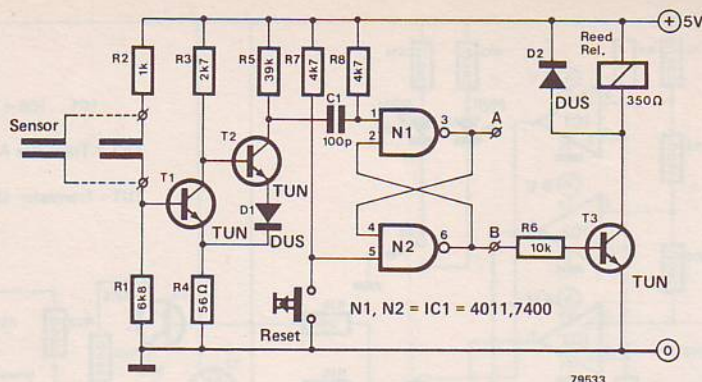 R2
1k
R3
2k7
R5
39k
R7
4k7
R8
4k7
D2
DUS
Reed
Rel.
350Ω
+ 5V
Sensor
T1
TUN
T2
TUN
D1
DUS
C1
100p
1
2
N1
3
A
4
5
N2
6
B
R6
10k
T3
TUN
R1
6k8
R4
56Ω
Reset
N1, N2 = IC1 = 4011,7400
0
79533